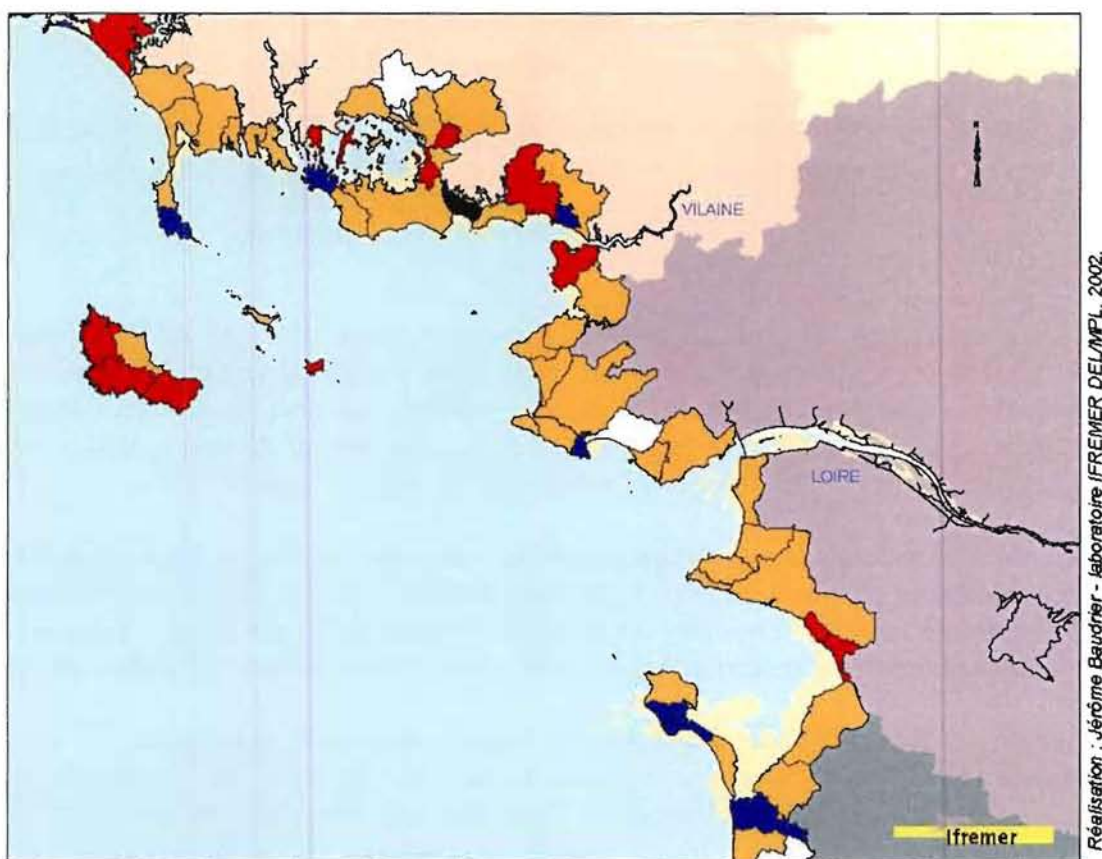 VILAINE
LOIRE
Ifremer
Réalisation : Jérôme Baudrier - laboratoire IFREMER DEL/MPL, 2002.